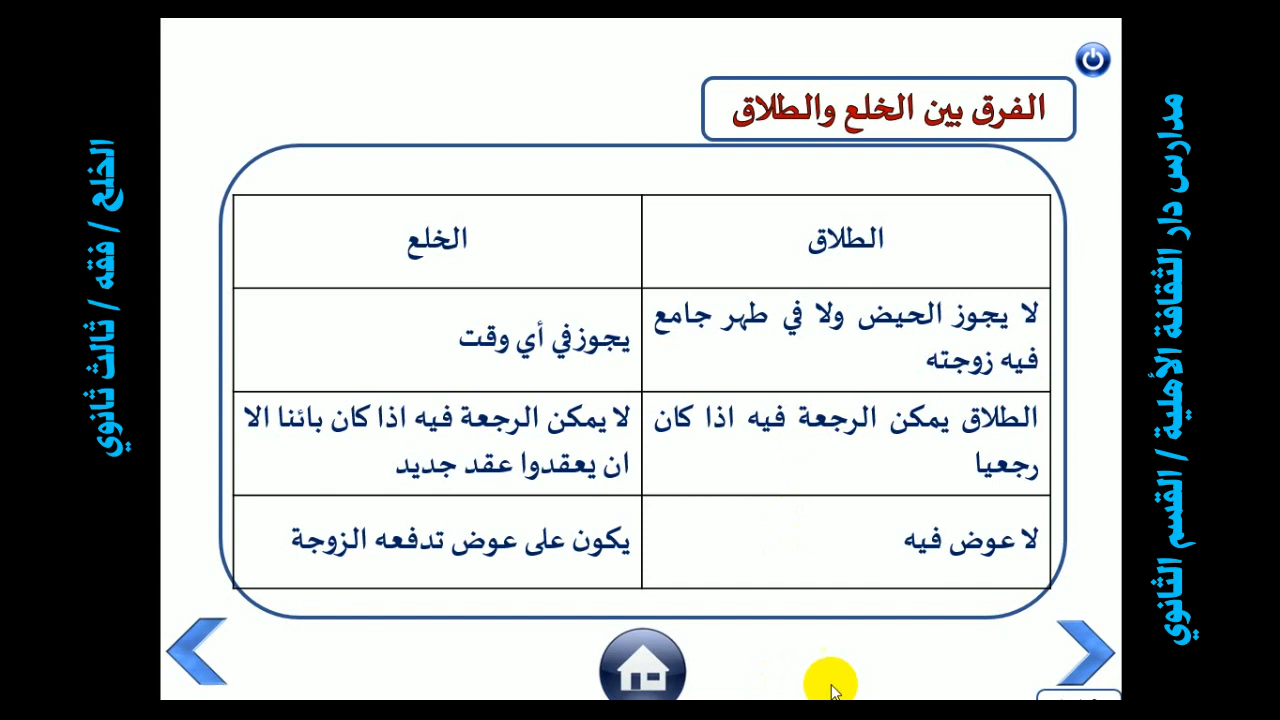 الفرق بين الخلع والطلاق
الطلاق
الخلع
لا يجوز الحيض ولا في طهر جامع
فيه زوجته
يجوزفي أي وقت
الطلاق يمكن الرجعة فيه اذا كان
رجعيا
لا يمكن الرجعة فيه اذا كان بائنا الا
ان يعقدوا عقد جديد
لا عوض فيه
يكون على عوض تدفعه الزوجة
مدارس دار الثقافة الأهلية / القسم الثانوي
الخلع / فقه / ثالث ثانوي